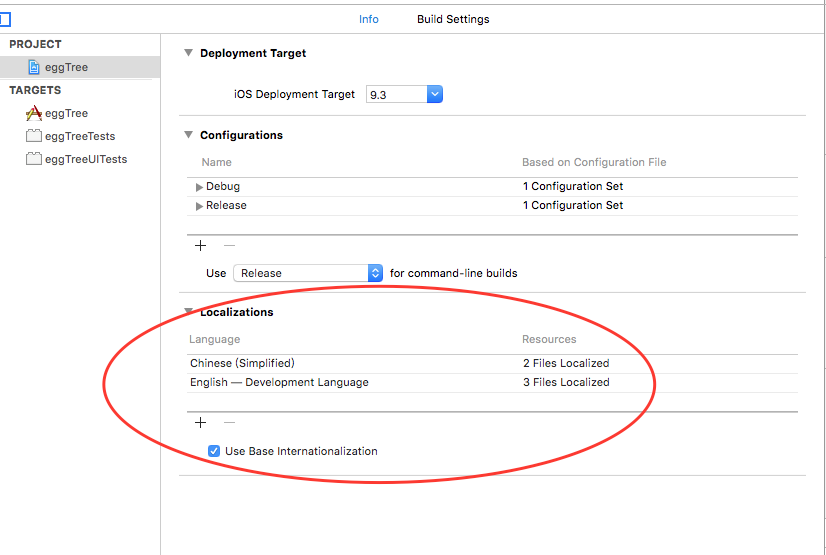 Info Build Settings
PROJECT
eggTree
TARGETS
eggTree
eggTreeTests
eggTreeUITests
Deployment Target
iOS Deployment Target 9.3
Configurations
Name Based on Configuration File
Debug 1 Configuration Set
Release 1 Configuration Set
Use Release for command-line builds
Localizations
Language Resources
Chinese (Simplified) 2 Files Localized
English — Development Language 3 Files Localized
Use Base Internationalization